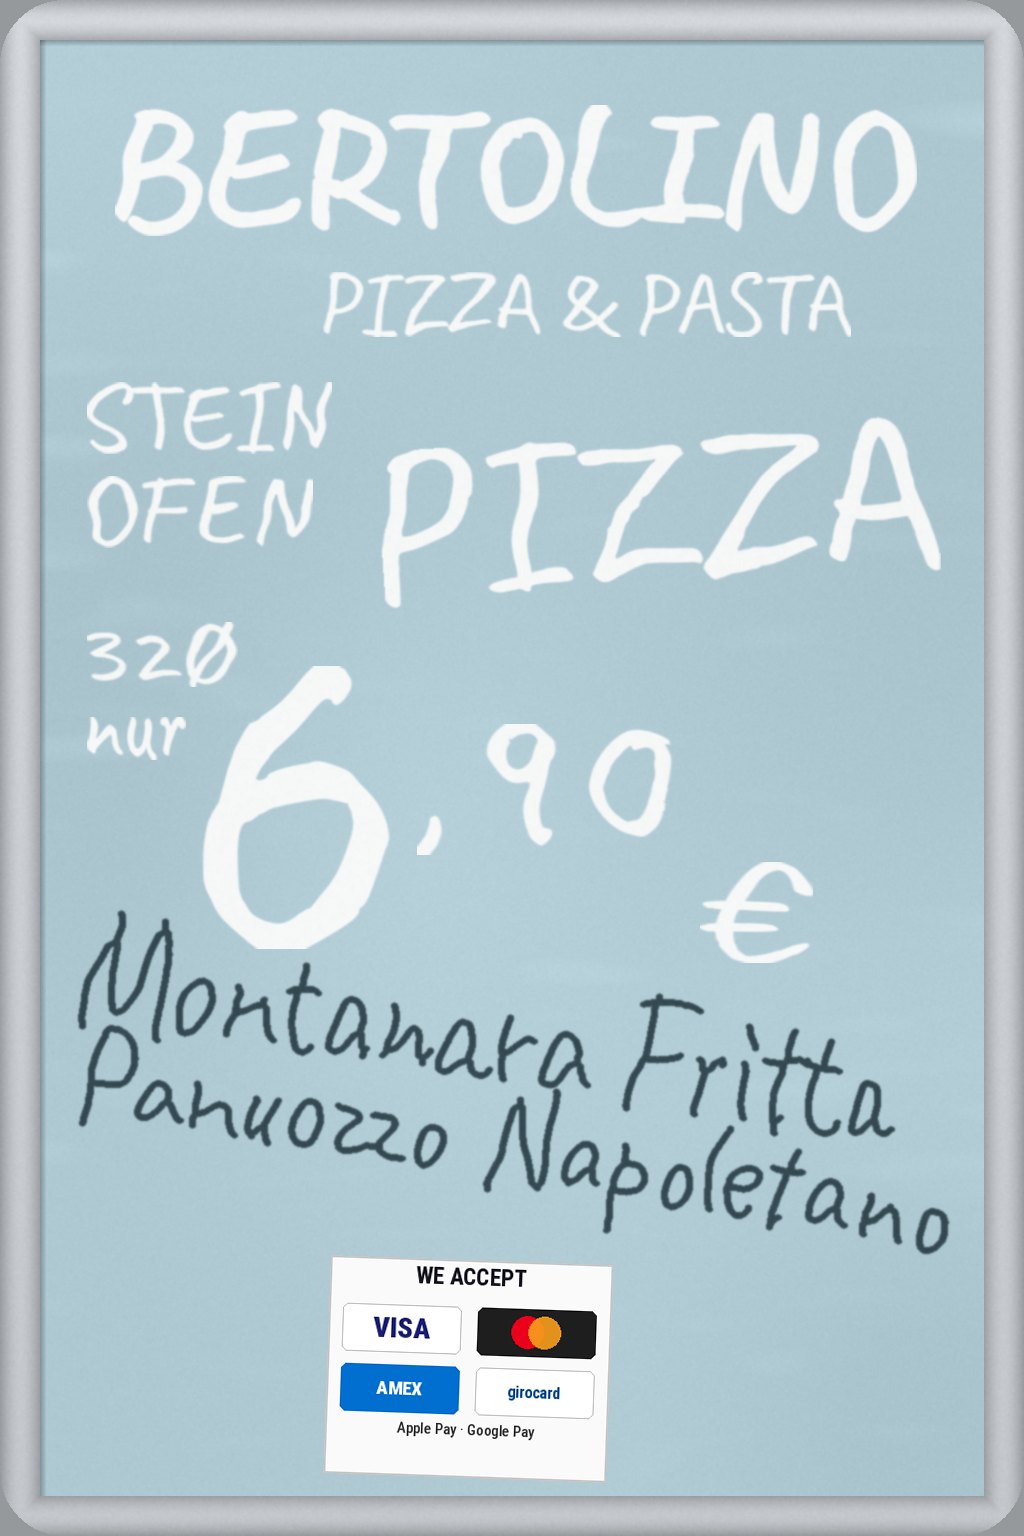 BERTOLINO
PIZZA & PASTA
STEIN
OFEN
PIZZA
32Ø
nur
6,90
€
Montanara Fritta
Panuozzo Napoletano
WE ACCEPT
VISA
AMEX
girocard
Apple Pay · Google Pay